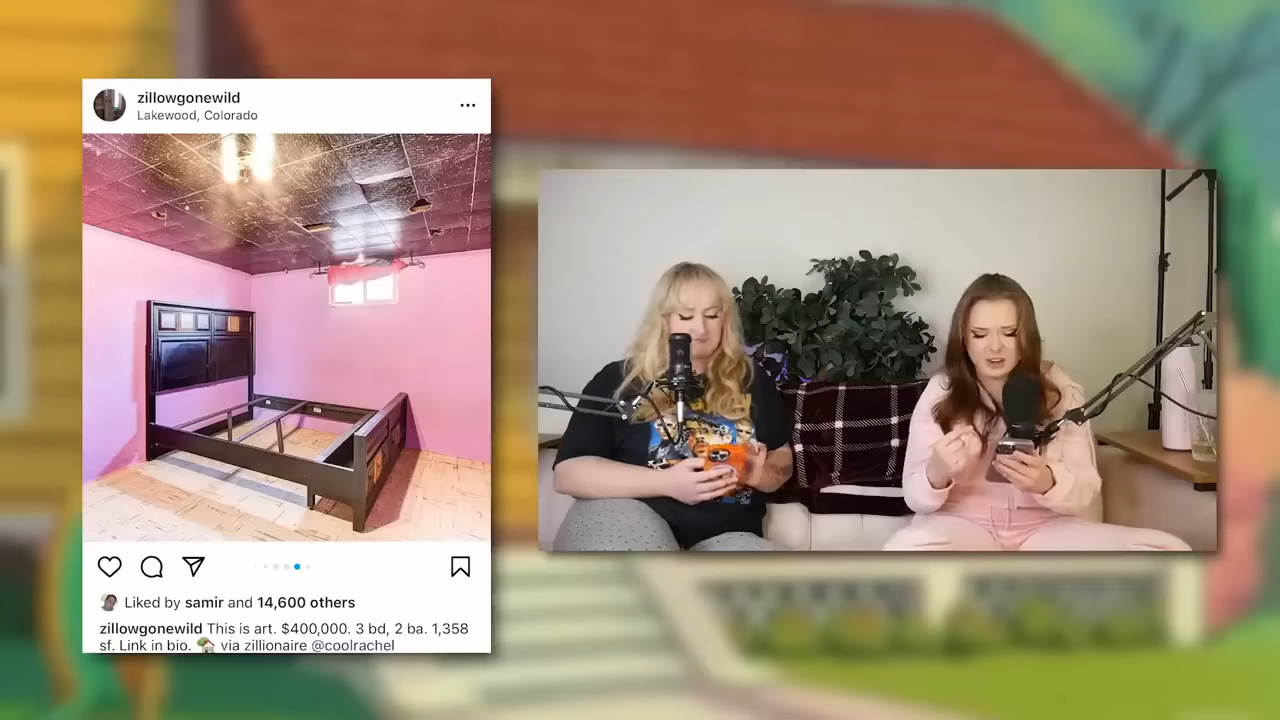 zillowgonewild
Lakewood, Colorado
Liked by samir and 14,600 others
zillowgonewild This is art. $400,000. 3 bd, 2 ba. 1,358
sf. Link in bio. 🏡 via zillionaire @coolrachel